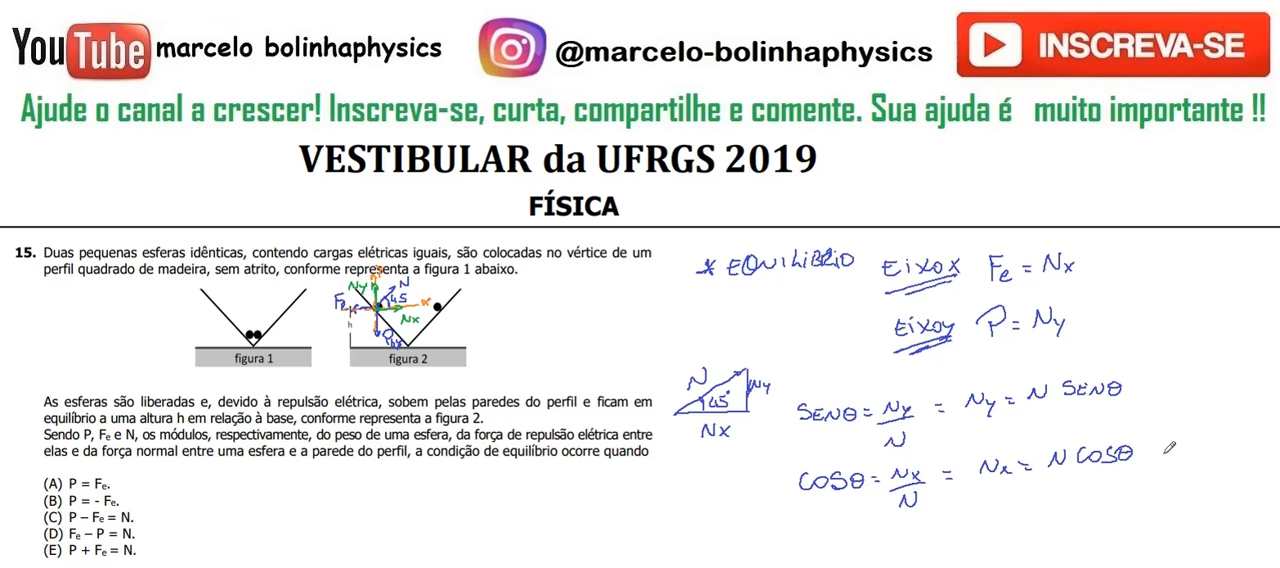 YouTube marcelo bolinhaphysics @marcelo-bolinhaphysics INSCREVA-SE
Ajude o canal a crescer! Inscreva-se, curta, compartilhe e comente. Sua ajuda é muito importante !!
VESTIBULAR da UFRGS 2019
FÍSICA
15. Duas pequenas esferas idênticas, contendo cargas elétricas iguais, são colocadas no vértice de um
perfil quadrado de madeira, sem atrito, conforme representa a figura 1 abaixo.
Ny N
Fe 45 x
Nx
h
P
figura 1 figura 2
As esferas são liberadas e, devido à repulsão elétrica, sobem pelas paredes do perfil e ficam em
equilíbrio a uma altura h em relação à base, conforme representa a figura 2.
Sendo P, Fe e N, os módulos, respectivamente, do peso de uma esfera, da força de repulsão elétrica entre
elas e da força normal entre uma esfera e a parede do perfil, a condição de equilíbrio ocorre quando
(A) P = Fe.
(B) P = - Fe.
(C) P – Fe = N.
(D) Fe – P = N.
(E) P + Fe = N.
* EQUILIBRIO Eixo x Fe = Nx
Eixo y P = Ny
N 45° Ny
Nx
SENθ = Ny = Ny = N SENθ
N
COSθ = Nx = Nx = N COSθ
N